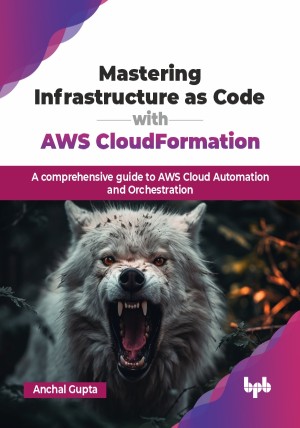 Mastering
Infrastructure as Code
with
AWS CloudFormation
A comprehensive guide to AWS Cloud Automation
and Orchestration
Anchal Gupta
bpb